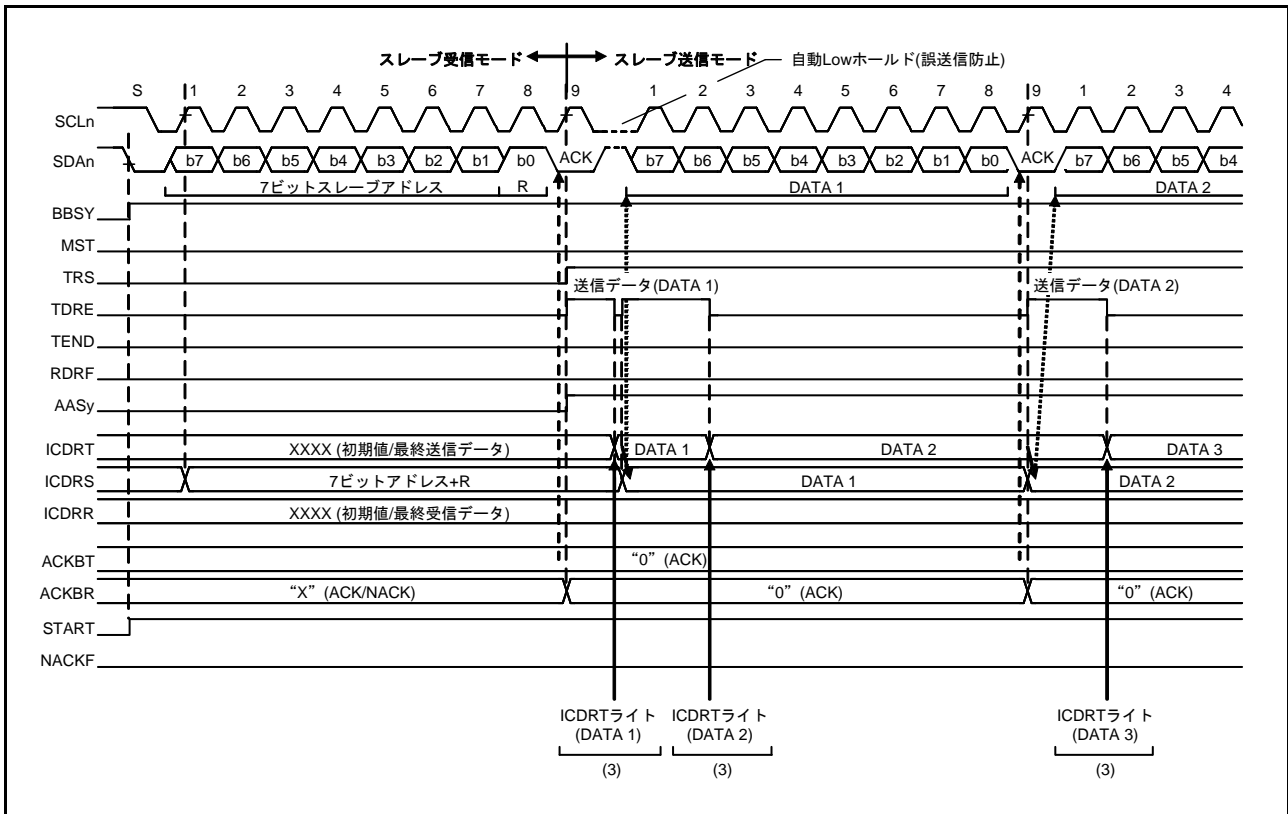 スレーブ受信モード スレーブ送信モード 自動Lowホールド(誤送信防止)
S 1 2 3 4 5 6 7 8 9 1 2 3 4 5 6 7 8 9 1 2 3 4
SCLn
SDAn b7 b6 b5 b4 b3 b2 b1 b0 ACK b7 b6 b5 b4 b3 b2 b1 b0 ACK b7 b6 b5 b4
7ビットスレーブアドレス R DATA 1 DATA 2
BBSY
MST
TRS
送信データ(DATA 1) 送信データ(DATA 2)
TDRE
TEND
RDRF
AASy
ICDRT XXXX (初期値/最終送信データ) DATA 1 DATA 2 DATA 3
ICDRS 7ビットアドレス+R DATA 1 DATA 2
ICDRR XXXX (初期値/最終受信データ)
ACKBT “0” (ACK)
ACKBR “X” (ACK/NACK) “0” (ACK) “0” (ACK)
START
NACKF
ICDRTライト ICDRTライト ICDRTライト
(DATA 1) (DATA 2) (DATA 3)
(3) (3) (3)